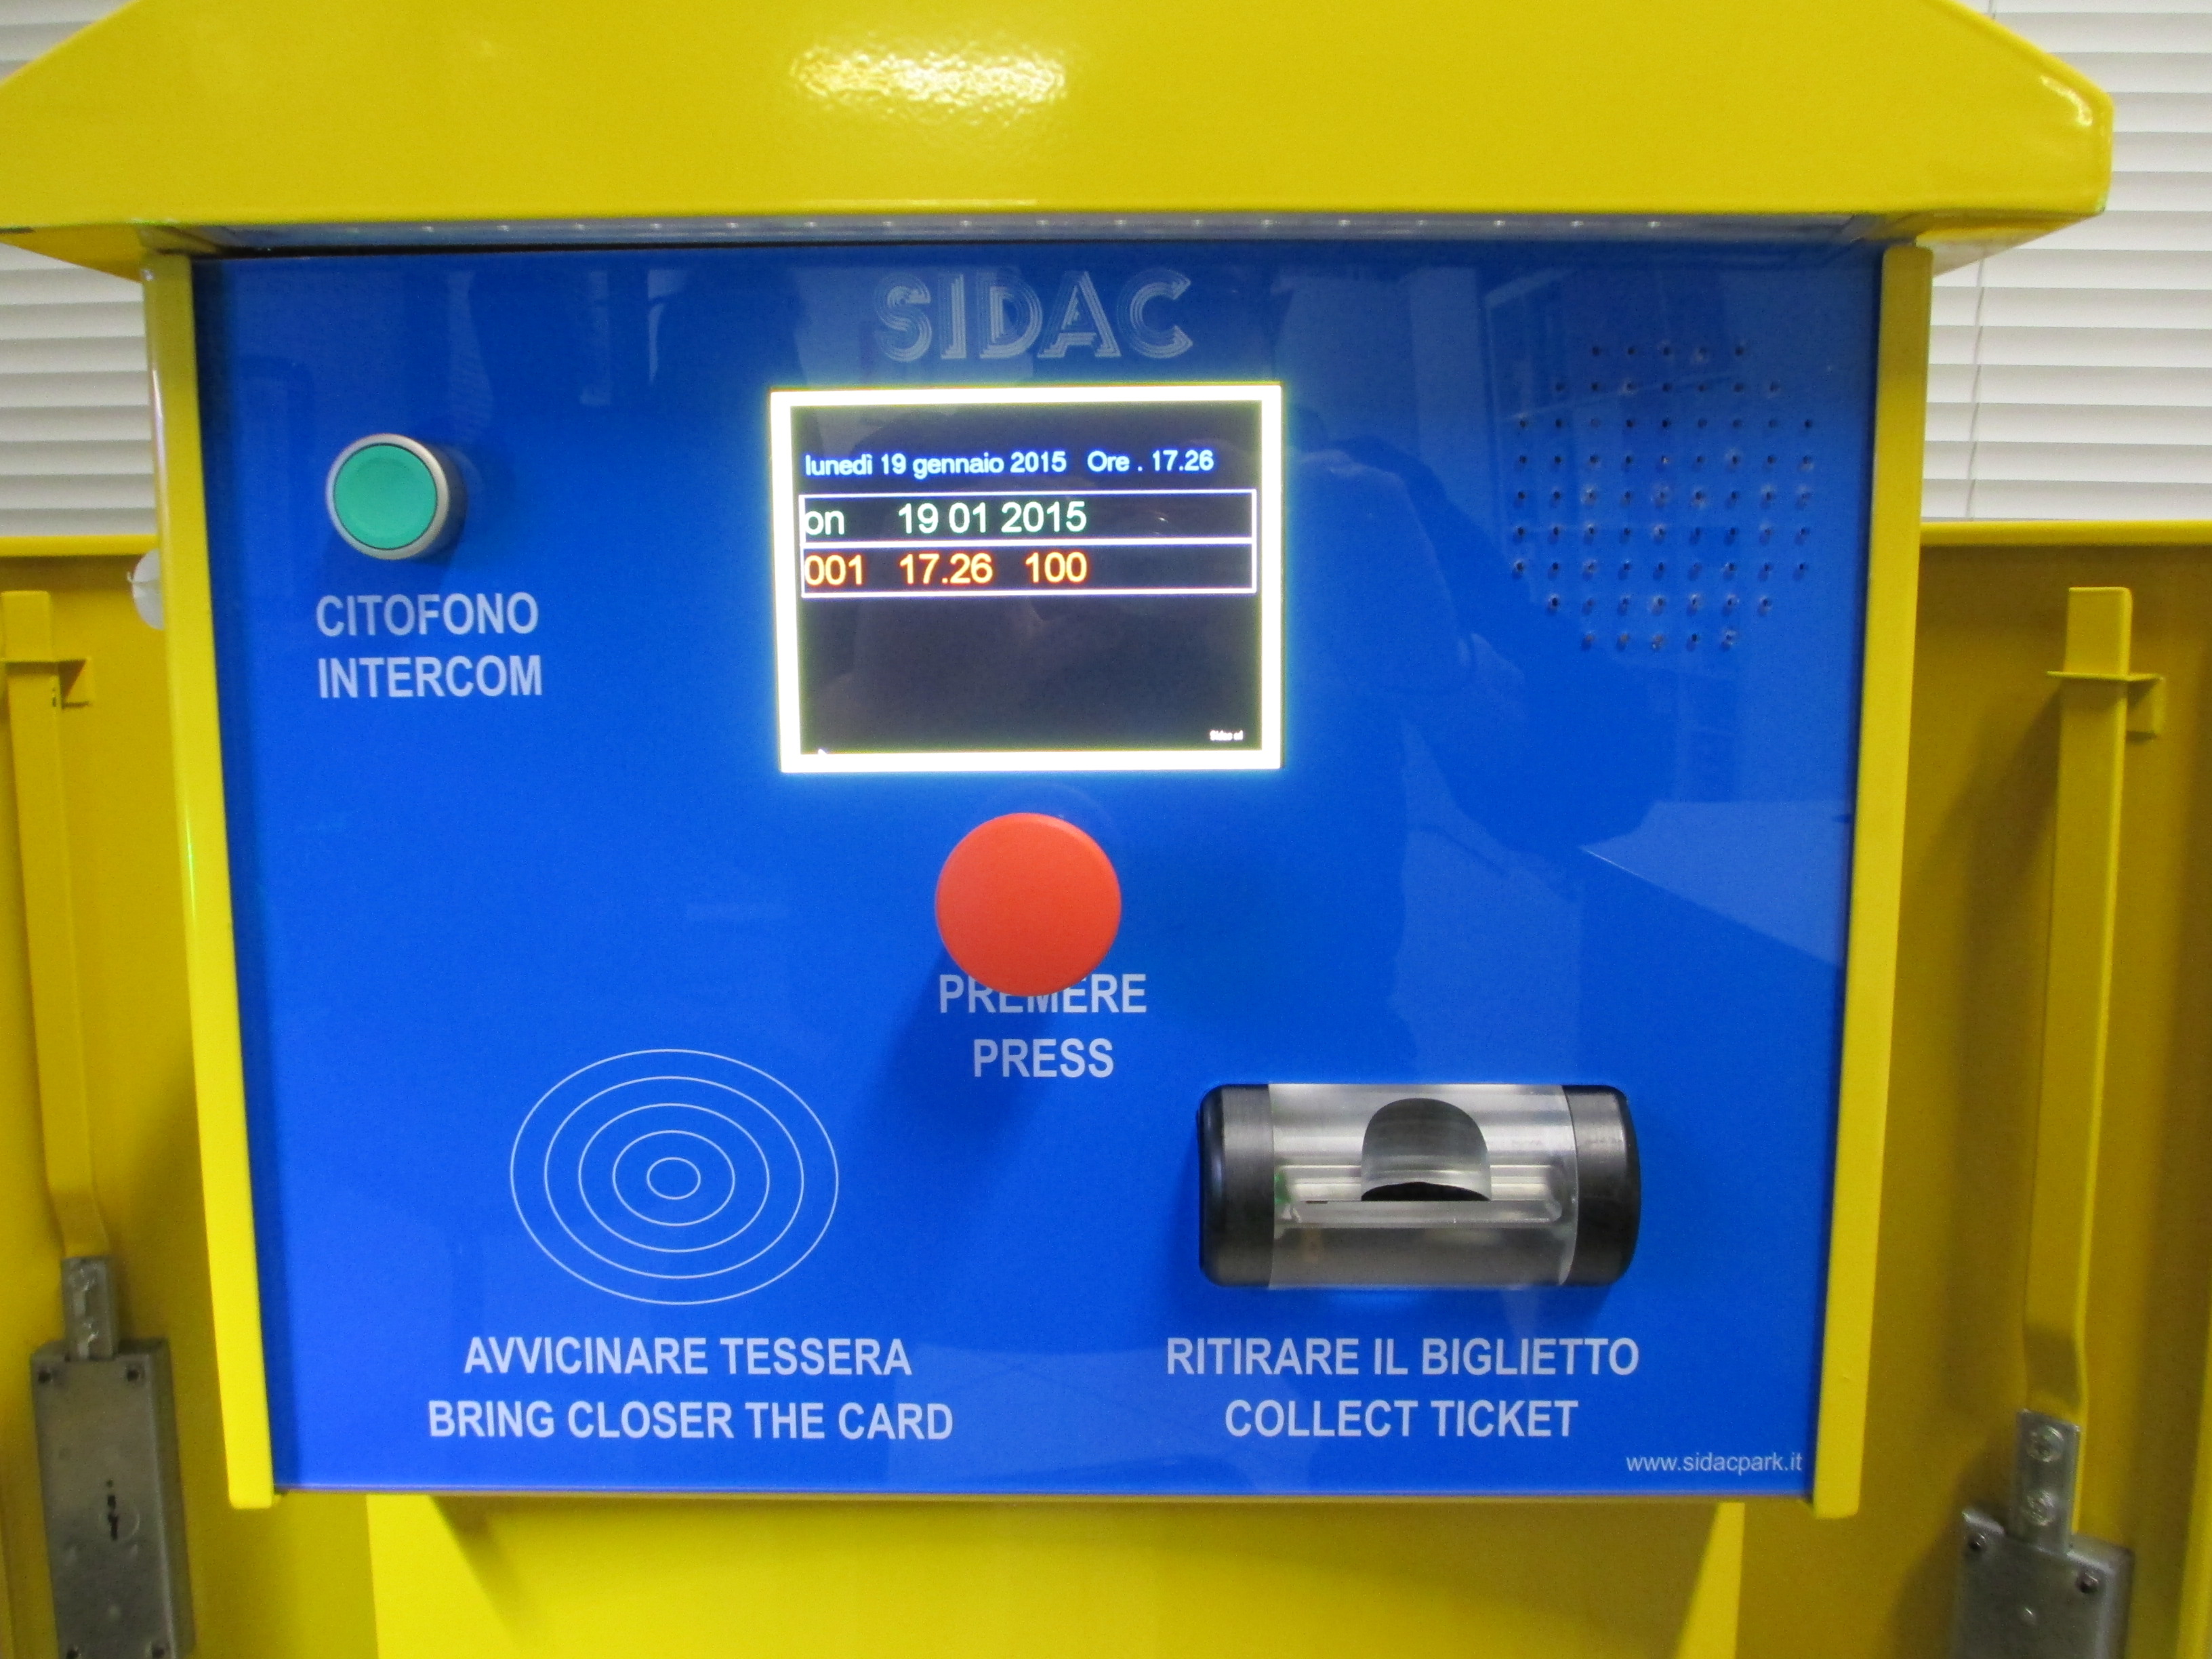 SIDAC
lunedì 19 gennaio 2015 Ore . 17.26
on 19 01 2015
001 17.26 100
CITOFONO
INTERCOM
PREMERE
PRESS
AVVICINARE TESSERA
BRING CLOSER THE CARD
RITIRARE IL BIGLIETTO
COLLECT TICKET
www.sidacpark.it